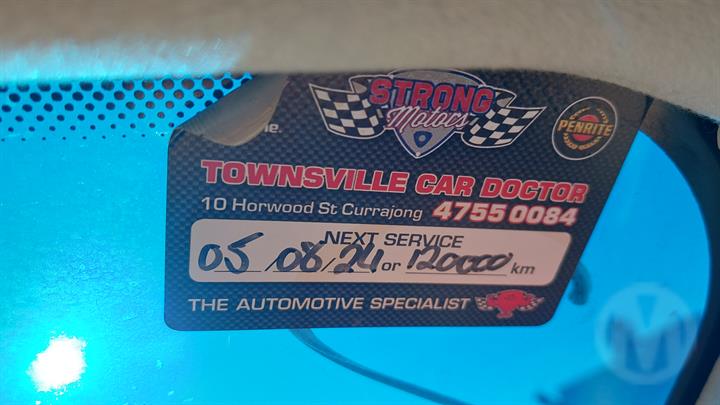 STRONG
Motors
ne.
PENRITE
TOWNSVILLE CAR DOCTOR
10 Horwood St Currajong 4755 0084
NEXT SERVICE
05/08/24 or 120000 km
THE AUTOMOTIVE SPECIALIST
M